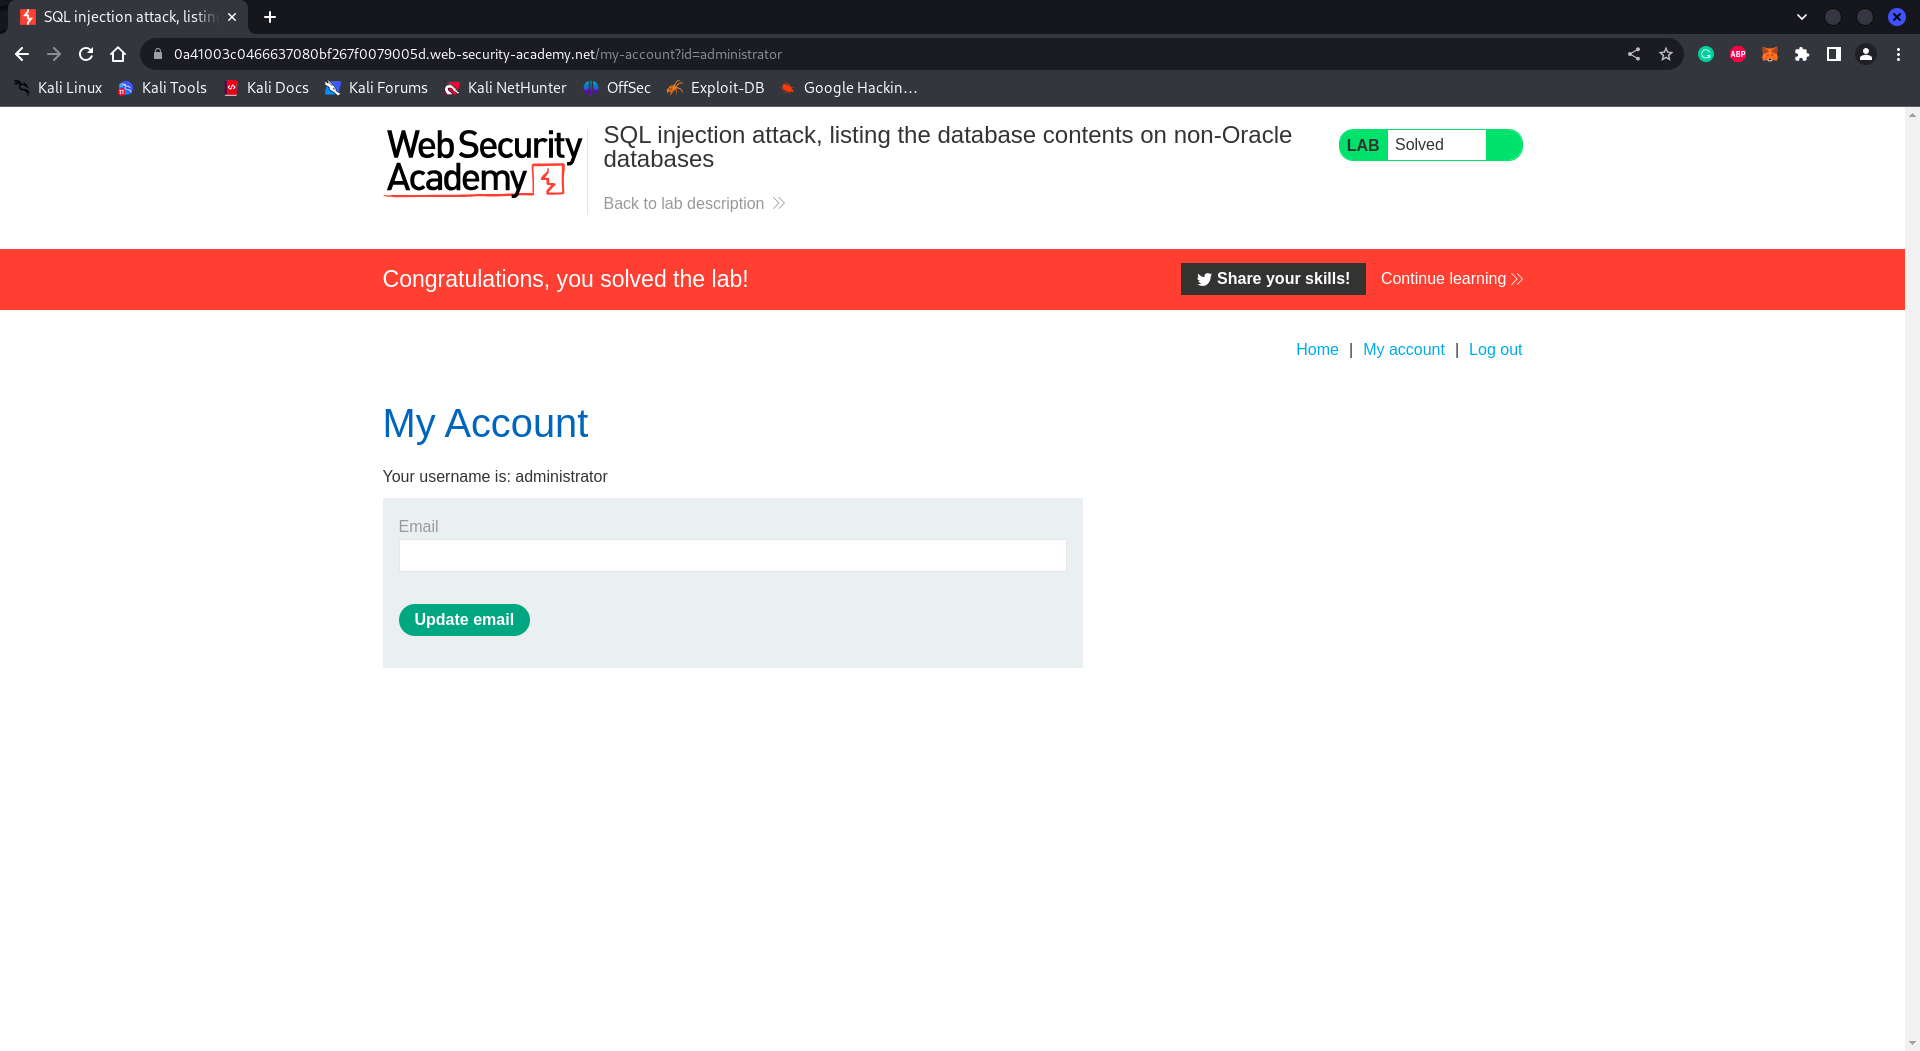 SQL injection attack, listin
0a41003c0466637080bf267f0079005d.web-security-academy.net/my-account?id=administrator
ABP
Kali Linux Kali Tools Kali Docs Kali Forums Kali NetHunter OffSec Exploit-DB Google Hackin…
Web Security
Academy
SQL injection attack, listing the database contents on non-Oracle
databases
LAB Solved
Back to lab description
Congratulations, you solved the lab!
Share your skills! Continue learning
Home | My account | Log out
My Account
Your username is: administrator
Email
Update email